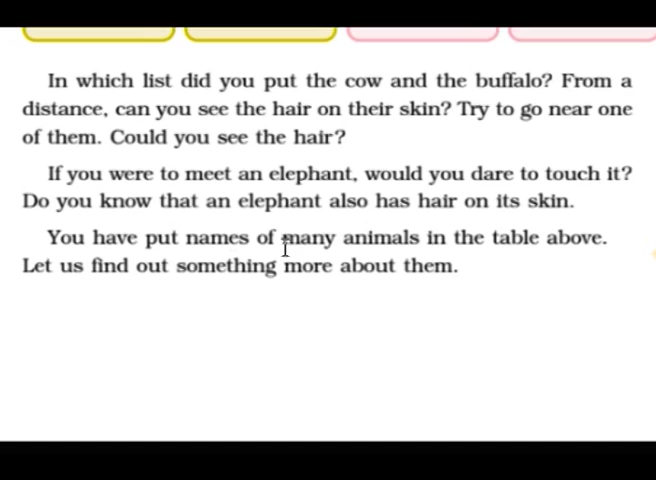 In which list did you put the cow and the buffalo? From a
distance, can you see the hair on their skin? Try to go near one
of them. Could you see the hair?
If you were to meet an elephant, would you dare to touch it?
Do you know that an elephant also has hair on its skin.
You have put names of many animals in the table above.
Let us find out something more about them.